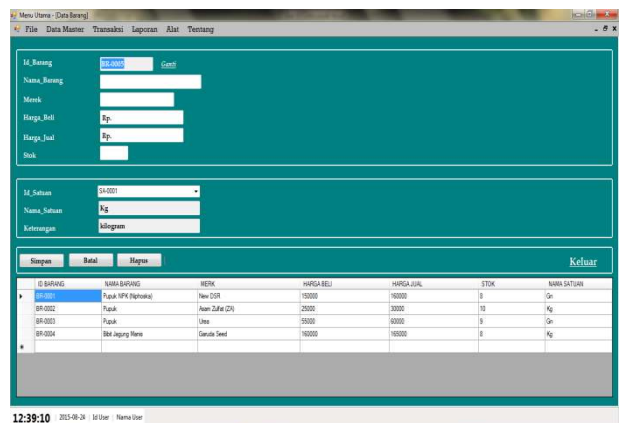 Menu Utama - [Data Barang]
File Data Master Transaksi Laporan Alat Tentang
Id_Barang BR-0005 Ganti
Nama_Barang
Merek
Harga_Beli Rp.
Harga_Jual Rp.
Stok
Id_Satuan SA-0001
Nama_Satuan Kg
Keterangan kilogram
Simpan Batal Hapus Keluar
ID BARANG NAMA BARANG MERK HARGA BELI HARGA JUAL STOK NAMA SATUAN
BR-0001 Pupuk NPK (Niphoska) New DSR 150000 160000 0 Gn
BR-0002 Pupuk Asam Zulfat (ZA) 25000 30000 10 Kg
BR-0003 Pupuk Urea 55000 60000 9 Gn
BR-0004 Bibit Jagung Manis Garuda Seed 160000 165000 0 Kg
12:39:10 2015-08-24 Id User Nama User